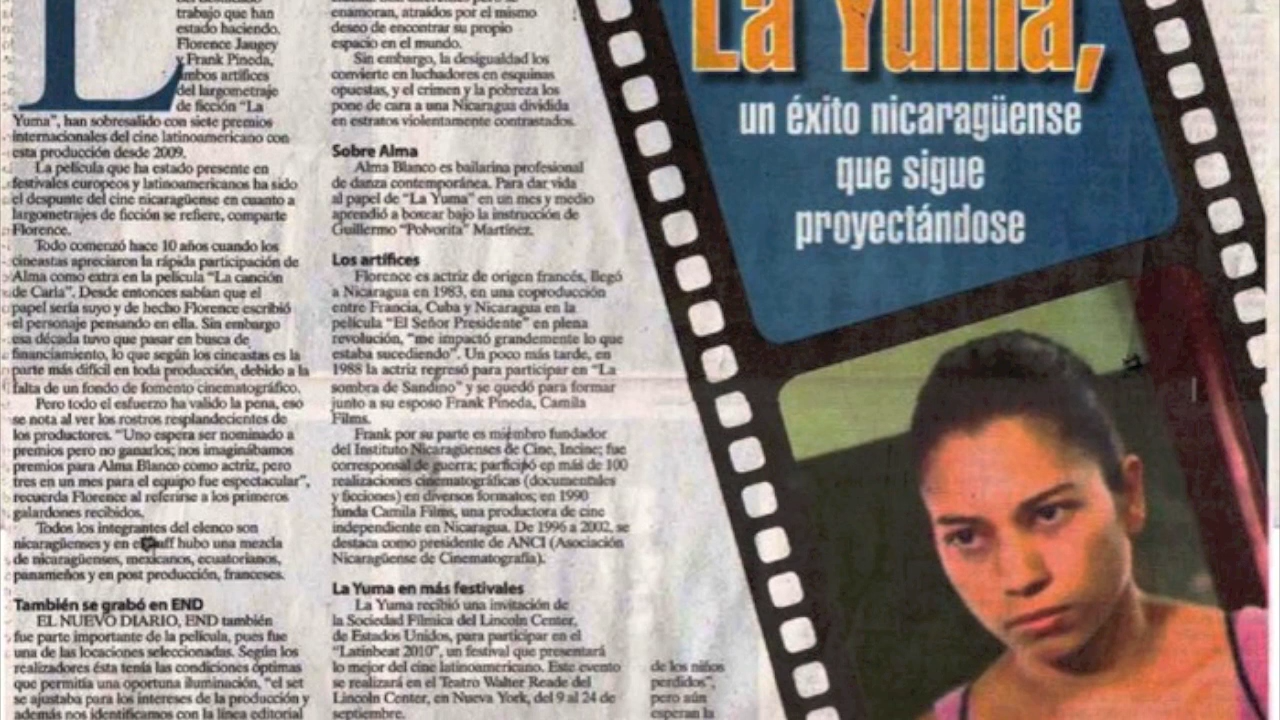 La Yuma,
un éxito nicaragüense
que sigue
proyectándose
L
trabajo que han
estado haciendo.
Florence Jaugey
y Frank Pineda,
ambos artífices
del largometraje
de ficción “La
Yuma”, han sobresalido con siete premios
internacionales del cine latinoamericano con
esta producción desde 2009.
La película que ha estado presente en
festivales europeos y latinoamericanos ha sido
el despunte del cine nicaragüense en cuanto a
largometrajes de ficción se refiere, comparte
Florence.
Todo comenzó hace 10 años cuando los
cineastas apreciaron la rápida participación de
Alma como extra en la película “La canción
de Carla”. Desde entonces sabían que el
papel sería suyo y de hecho Florence escribió
el personaje pensando en ella. Sin embargo
esa década tuvo que pasar en busca de
financiamiento, lo que según los cineastas es la
parte más difícil en toda producción, debido a la
falta de un fondo de fomento cinematográfico.
Pero todo el esfuerzo ha valido la pena, eso
se nota al ver los rostros resplandecientes de
los productores. “Uno espera ser nominado a
premios pero no ganarlos; nos imaginábamos
premios para Alma Blanco como actriz, pero
tres en un mes para el equipo fue espectacular”,
recuerda Florence al referirse a los primeros
galardones recibidos.
Todos los integrantes del elenco son
nicaragüenses y en el staff hubo una mezcla
de nicaragüenses, mexicanos, ecuatorianos,
panameños y en post producción, franceses.
También se grabó en END
EL NUEVO DIARIO, END también
fue parte importante de la película, pues fue
una de las locaciones seleccionadas. Según los
realizadores ésta tenía las condiciones óptimas
que permitía una oportuna iluminación, “el set
se ajustaba para los intereses de la producción y
además nos identificamos con la línea editorial
enamoran, atraídos por el mismo
deseo de encontrar su propio
espacio en el mundo.
Sin embargo, la desigualdad los
convierte en luchadores en esquinas
opuestas, y el crimen y la pobreza los
pone de cara a una Nicaragua dividida
en estratos violentamente contrastados.
Sobre Alma
Alma Blanco es bailarina profesional
de danza contemporánea. Para dar vida
al papel de “La Yuma” en un mes y medio
aprendió a boxear bajo la instrucción de
Guillermo “Polvorita” Martínez.
Los artífices
Florence es actriz de origen francés, llegó
a Nicaragua en 1983, en una coproducción
entre Francia, Cuba y Nicaragua en la
película “El Señor Presidente” en plena
revolución, “me impactó grandemente lo que
estaba sucediendo”. Un poco más tarde, en
1988 la actriz regresó para participar en “La
sombra de Sandino” y se quedó para formar
junto a su esposo Frank Pineda, Camila
Films.
Frank por su parte es miembro fundador
del Instituto Nicaragüenses de Cine, Incine; fue
corresponsal de guerra; participó en más de 100
realizaciones cinematográficas (documentales
y ficciones) en diversos formatos; en 1990
funda Camila Films, una productora de cine
independiente en Nicaragua. De 1996 a 2002, se
destaca como presidente de ANCI (Asociación
Nicaragüense de Cinematografía).
La Yuma en más festivales
La Yuma recibió una invitación de
la Sociedad Fílmica del Lincoln Center,
de Estados Unidos, para participar en el
“Latinbeat 2010”, un festival que presentará
lo mejor del cine latinoamericano. Este evento
se realizará en el Teatro Walter Reade del
Lincoln Center, en Nueva York, del 9 al 24 de
septiembre.
de los niños
perdidos”,
pero aún
esperan la